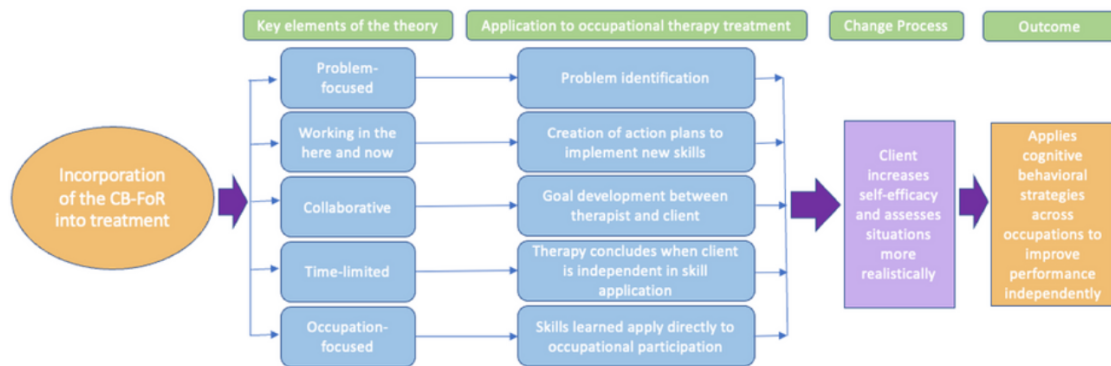 Key elements of the theory
Application to occupational therapy treatment
Change Process
Outcome
Incorporation
of the CB-FoR
into treatment
Problem-
focused
Problem identification
Working in the
here and now
Creation of action plans to
implement new skills
Collaborative
Goal development between
therapist and client
Time-limited
Therapy concludes when client
is independent in skill
application
Occupation-
focused
Skills learned apply directly to
occupational participation
Client
increases
self-efficacy
and assesses
situations
more
realistically
Applies
cognitive
behavioral
strategies
across
occupations to
improve
performance
independently